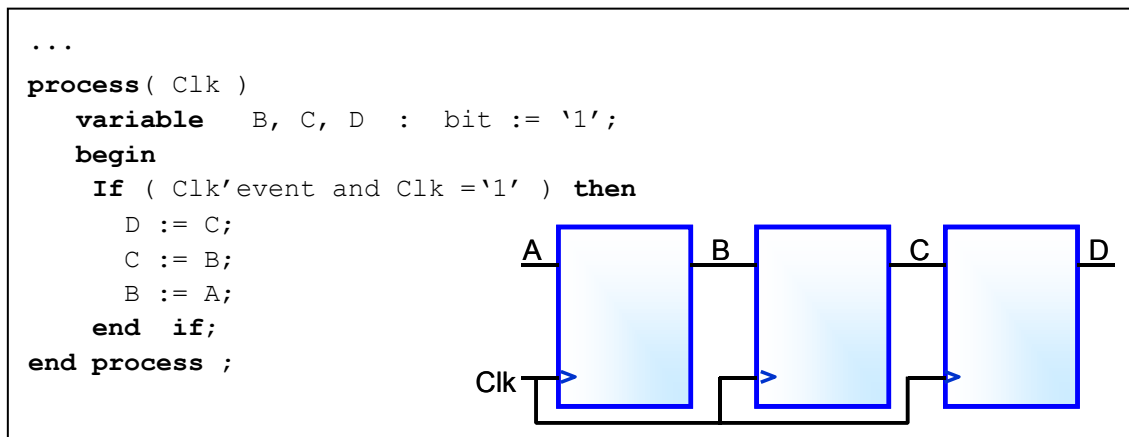 ...
process( Clk )
variable B, C, D : bit := ‘1’;
begin
If ( Clk’event and Clk =‘1’ ) then
D := C;
C := B;
B := A;
end if;
end process ;
A B C D
Clk